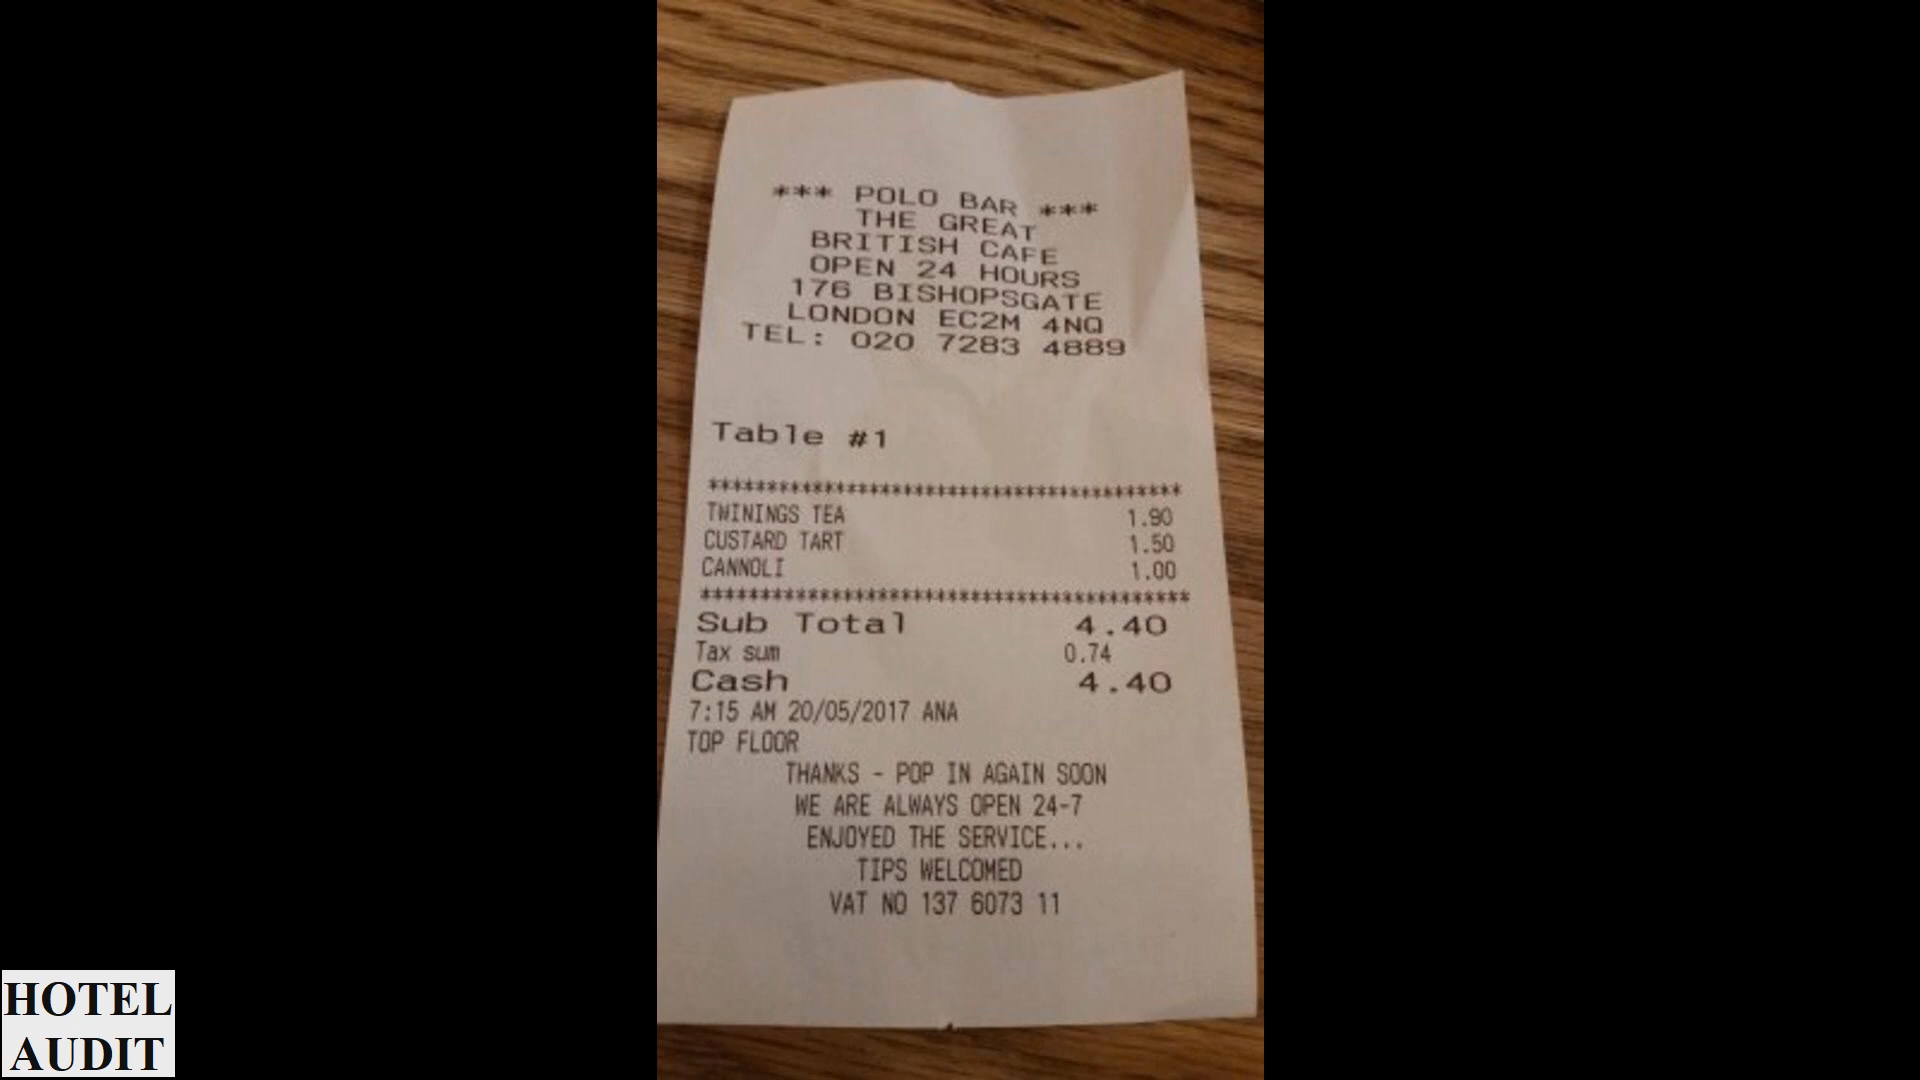 *** POLO BAR ***
THE GREAT
BRITISH CAFE
OPEN 24 HOURS
176 BISHOPSGATE
LONDON EC2M 4NQ
TEL: 020 7283 4889
Table #1
****************************************
TWININGS TEA 1.90
CUSTARD TART 1.50
CANNOLI 1.00
****************************************
Sub Total 4.40
Tax sum 0.74
Cash 4.40
7:15 AM 20/05/2017 ANA
TOP FLOOR
THANKS - POP IN AGAIN SOON
WE ARE ALWAYS OPEN 24-7
ENJOYED THE SERVICE...
TIPS WELCOMED
VAT NO 137 6073 11
HOTEL
AUDIT